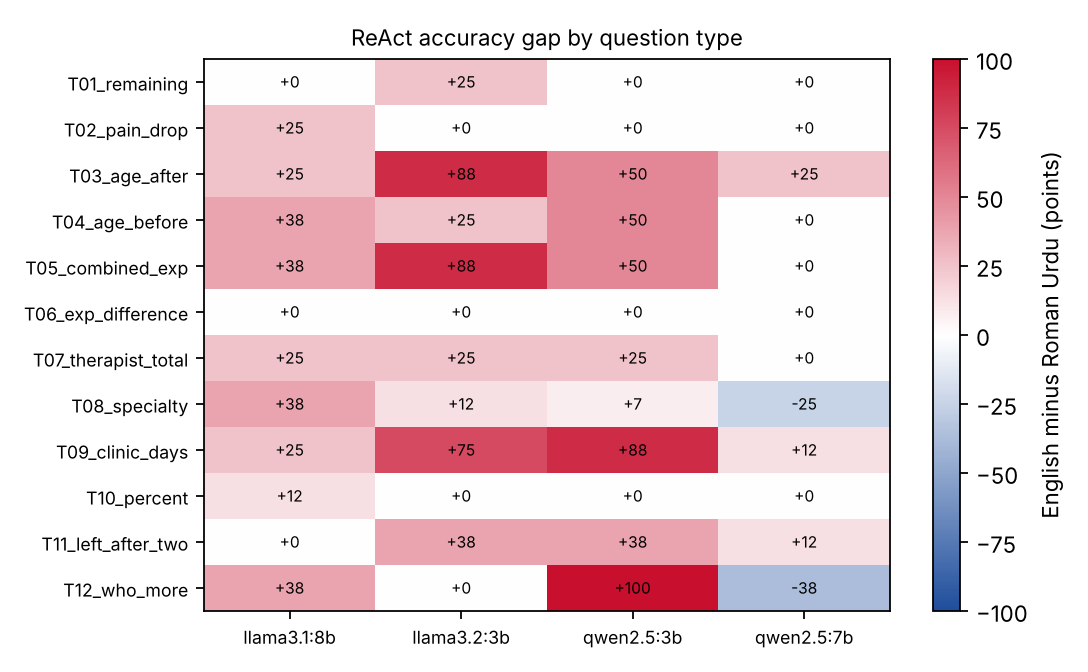 ReAct accuracy gap by question type
T01_remaining +0 +25 +0 +0
T02_pain_drop +25 +0 +0 +0
T03_age_after +25 +88 +50 +25
T04_age_before +38 +25 +50 +0
T05_combined_exp +38 +88 +50 +0
T06_exp_difference +0 +0 +0 +0
T07_therapist_total +25 +25 +25 +0
T08_specialty +38 +12 +7 -25
T09_clinic_days +25 +75 +88 +12
T10_percent +12 +0 +0 +0
T11_left_after_two +0 +38 +38 +12
T12_who_more +38 +0 +100 -38
llama3.1:8b llama3.2:3b qwen2.5:3b qwen2.5:7b
100
75
50
25
0
−25
−50
−75
−100
English minus Roman Urdu (points)